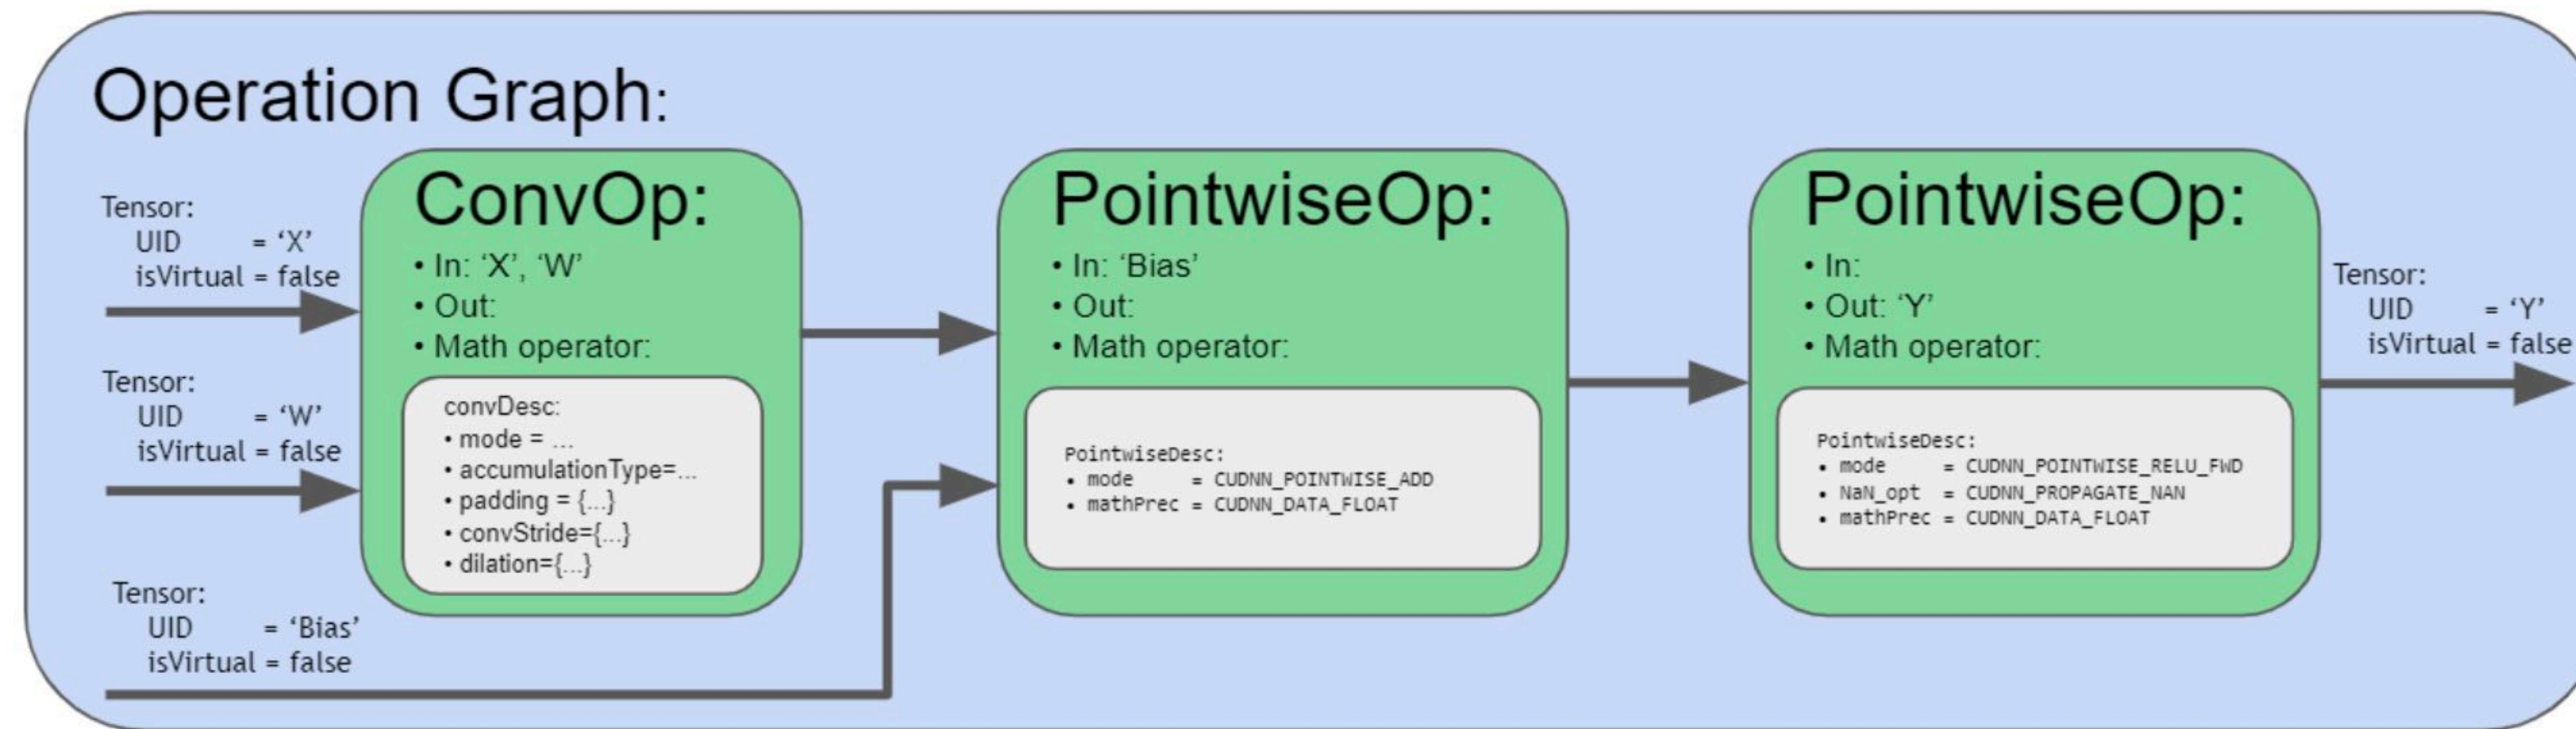 Operation Graph:
Tensor:
UID = ‘X’
isVirtual = false
Tensor:
UID = ‘W’
isVirtual = false
Tensor:
UID = ‘Bias’
isVirtual = false
ConvOp:
• In: ‘X’, ‘W’
• Out:
• Math operator:
convDesc:
• mode = ...
• accumulationType=...
• padding = {...}
• convStride={...}
• dilation={...}
PointwiseOp:
• In: ‘Bias’
• Out:
• Math operator:
PointwiseDesc:
• mode = CUDNN_POINTWISE_ADD
• mathPrec = CUDNN_DATA_FLOAT
PointwiseOp:
• In:
• Out: ‘Y’
• Math operator:
PointwiseDesc:
• mode = CUDNN_POINTWISE_RELU_FWD
• NaN_opt = CUDNN_PROPAGATE_NAN
• mathPrec = CUDNN_DATA_FLOAT
Tensor:
UID = ‘Y’
isVirtual = false